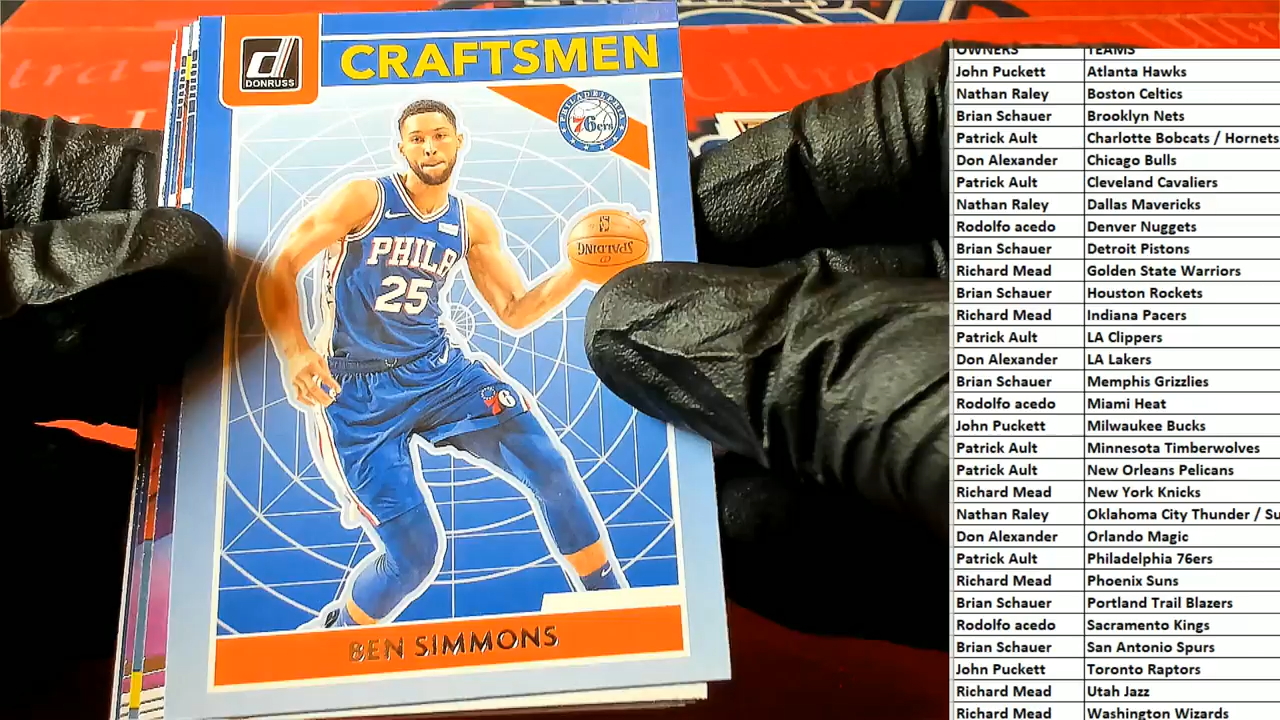 DONRUSS
CRAFTSMEN
PHILADELPHIA
76ers
PHILA
25
SPALDING
76
BEN SIMMONS
OWNERS TEAMS
John Puckett Atlanta Hawks
Nathan Raley Boston Celtics
Brian Schauer Brooklyn Nets
Patrick Ault Charlotte Bobcats / Hornets
Don Alexander Chicago Bulls
Patrick Ault Cleveland Cavaliers
Nathan Raley Dallas Mavericks
Rodolfo acedo Denver Nuggets
Brian Schauer Detroit Pistons
Richard Mead Golden State Warriors
Brian Schauer Houston Rockets
Richard Mead Indiana Pacers
Patrick Ault LA Clippers
Don Alexander LA Lakers
Brian Schauer Memphis Grizzlies
Rodolfo acedo Miami Heat
John Puckett Milwaukee Bucks
Patrick Ault Minnesota Timberwolves
Patrick Ault New Orleans Pelicans
Richard Mead New York Knicks
Nathan Raley Oklahoma City Thunder / Su
Don Alexander Orlando Magic
Patrick Ault Philadelphia 76ers
Richard Mead Phoenix Suns
Brian Schauer Portland Trail Blazers
Rodolfo acedo Sacramento Kings
Brian Schauer San Antonio Spurs
John Puckett Toronto Raptors
Richard Mead Utah Jazz
Richard Mead Washington Wizards